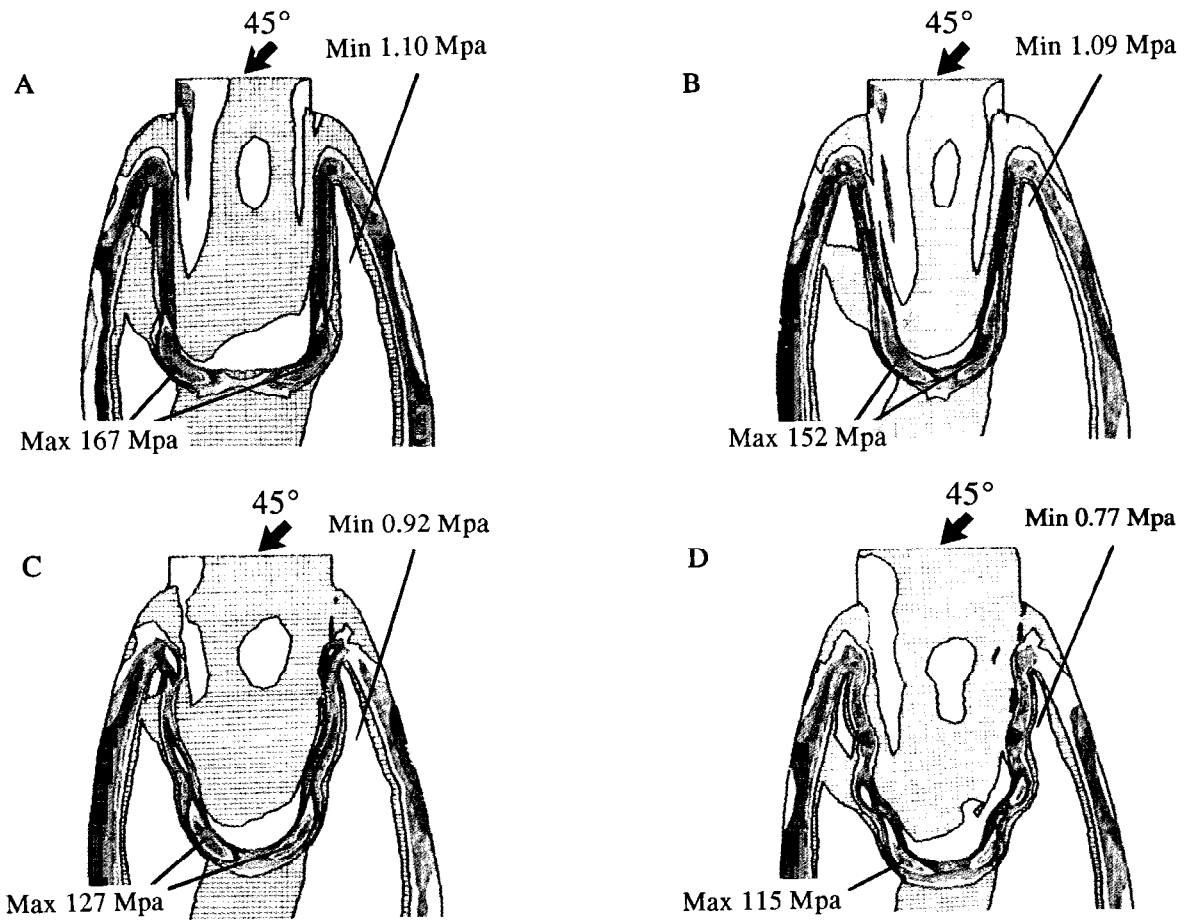 A
45°
Min 1.10 Mpa
Max 167 Mpa
B
45°
Min 1.09 Mpa
Max 152 Mpa
C
45°
Min 0.92 Mpa
Max 127 Mpa
D
45°
Min 0.77 Mpa
Max 115 Mpa